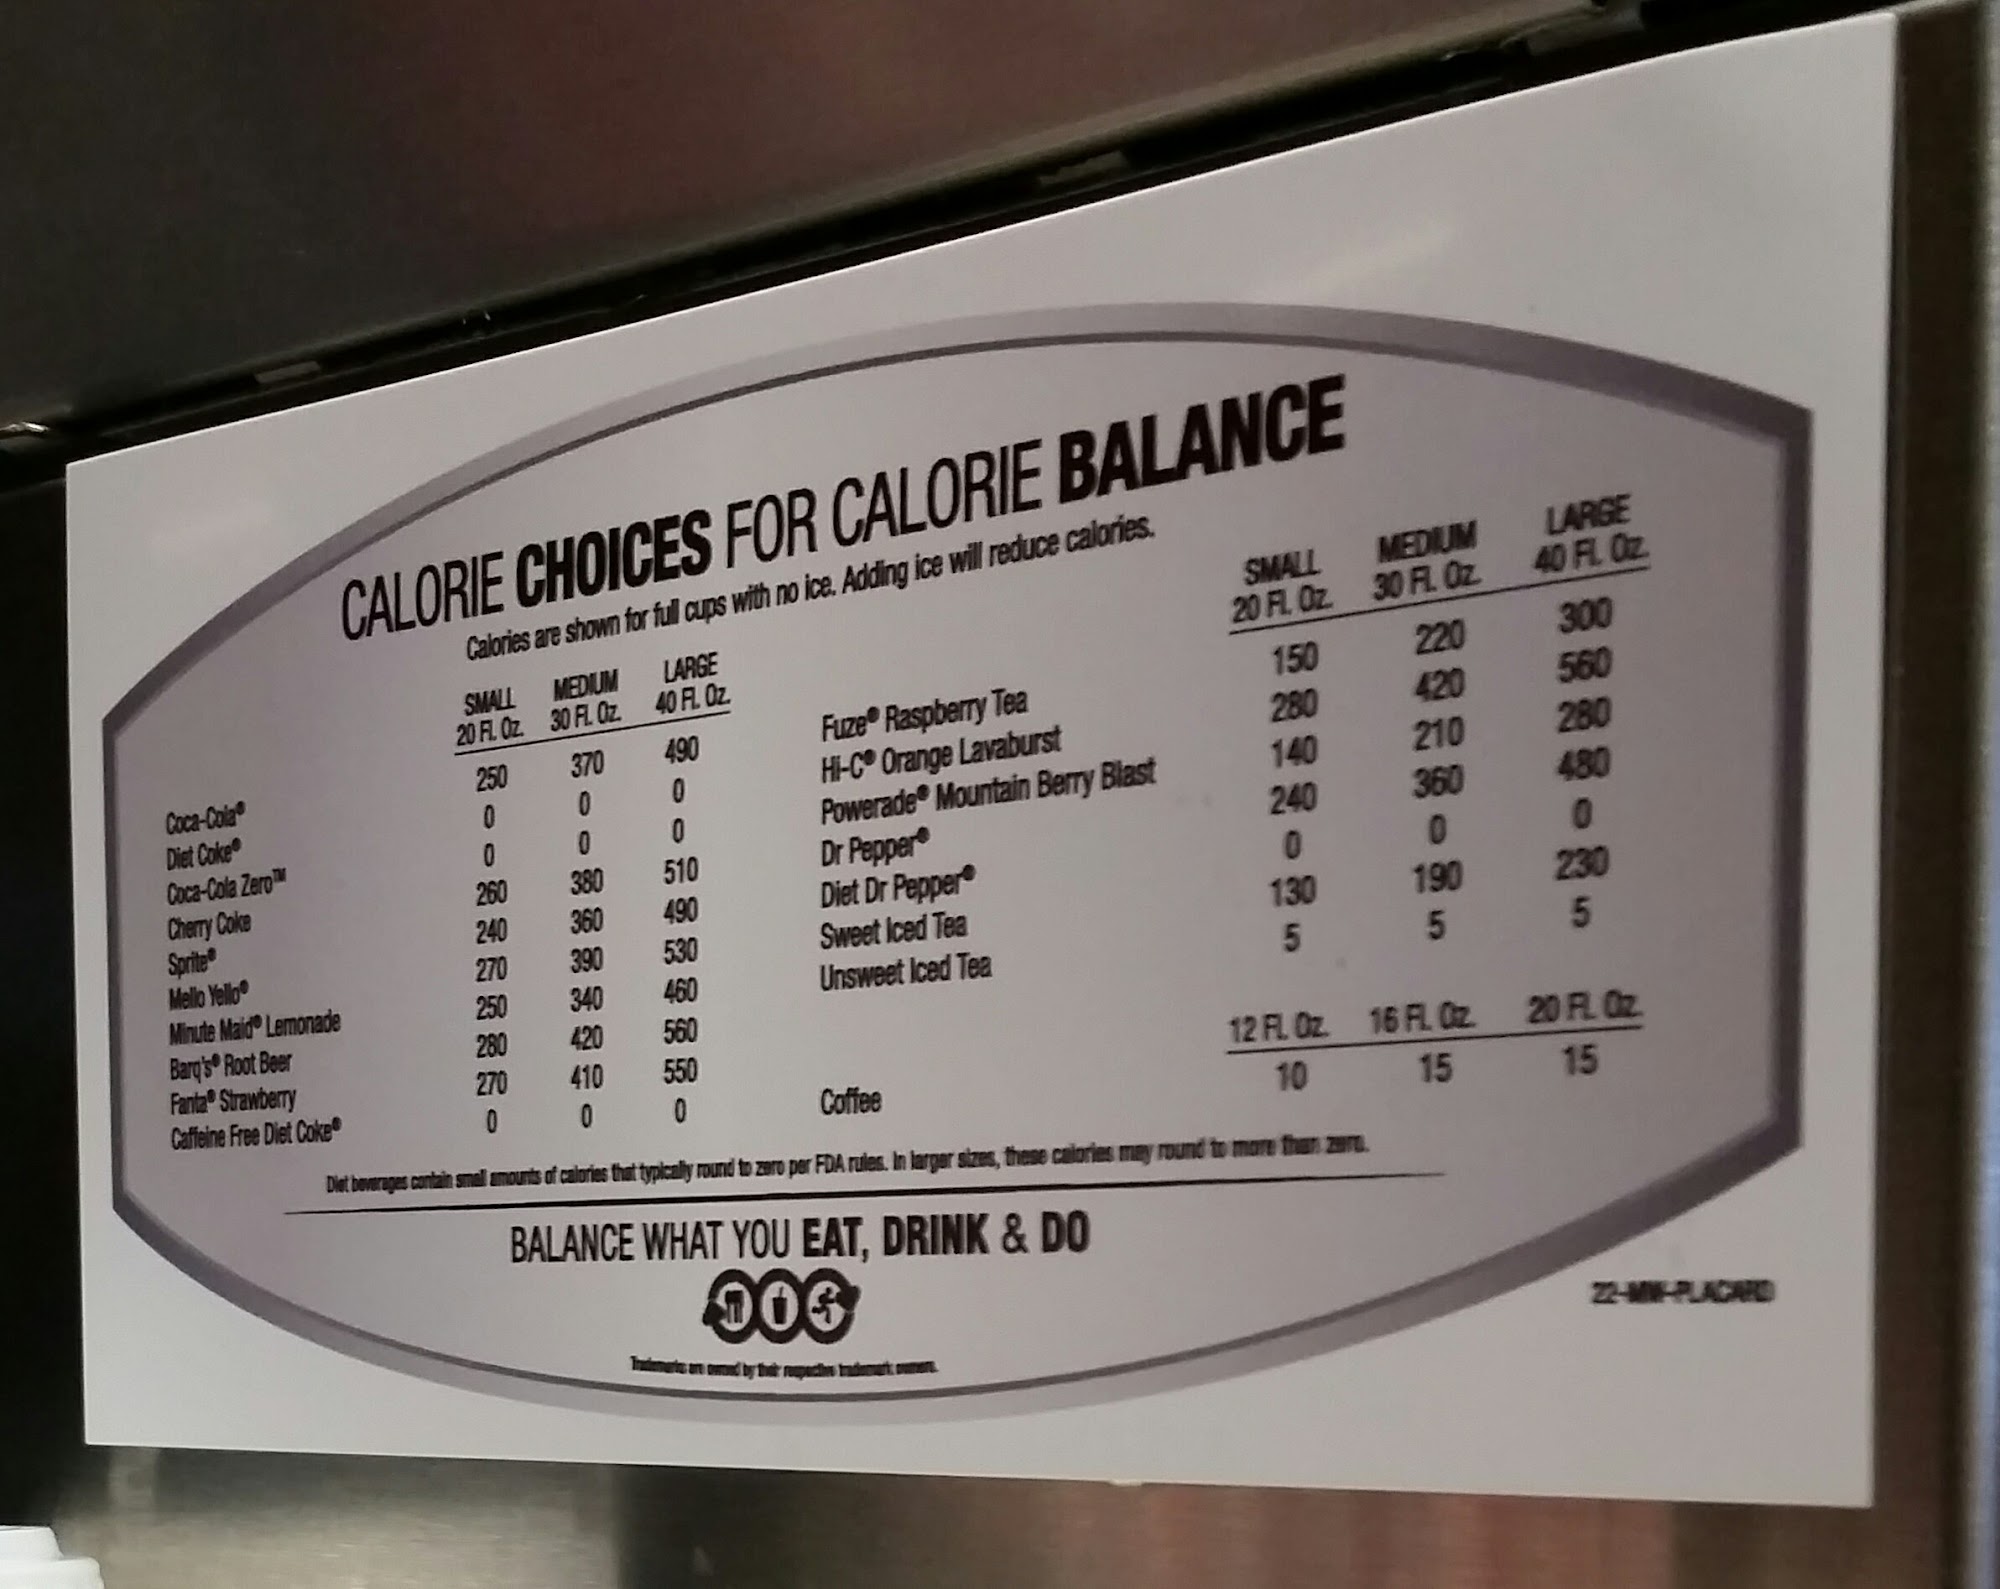 CALORIE CHOICES FOR CALORIE BALANCE
Calories are shown for full cups with no ice. Adding ice will reduce calories.
SMALL MEDIUM LARGE
20 Fl. Oz. 30 Fl. Oz. 40 Fl. Oz.
Coca-Cola® 250 370 490
Diet Coke® 0 0 0
Coca-Cola Zero™ 0 0 0
Cherry Coke 260 380 510
Sprite® 240 360 490
Mello Yello® 270 390 530
Minute Maid® Lemonade 250 340 460
Barq's® Root Beer 280 420 560
Fanta® Strawberry 270 410 550
Caffeine Free Diet Coke® 0 0 0
SMALL MEDIUM LARGE
20 Fl. Oz. 30 Fl. Oz. 40 Fl. Oz.
Fuze® Raspberry Tea 150 220 300
Hi-C® Orange Lavaburst 280 420 560
Powerade® Mountain Berry Blast 140 210 280
Dr Pepper® 240 360 480
Diet Dr Pepper® 0 0 0
Sweet Iced Tea 130 190 230
Unsweet Iced Tea 5 5 5
12 Fl. Oz. 16 Fl. Oz. 20 Fl. Oz.
Coffee 10 15 15
Diet beverages contain small amounts of calories that typically round to zero per FDA rules. In larger sizes, these calories may round to more than zero.
BALANCE WHAT YOU EAT, DRINK & DO
Trademarks are owned by their respective trademark owners.
22-MW-PLACARD